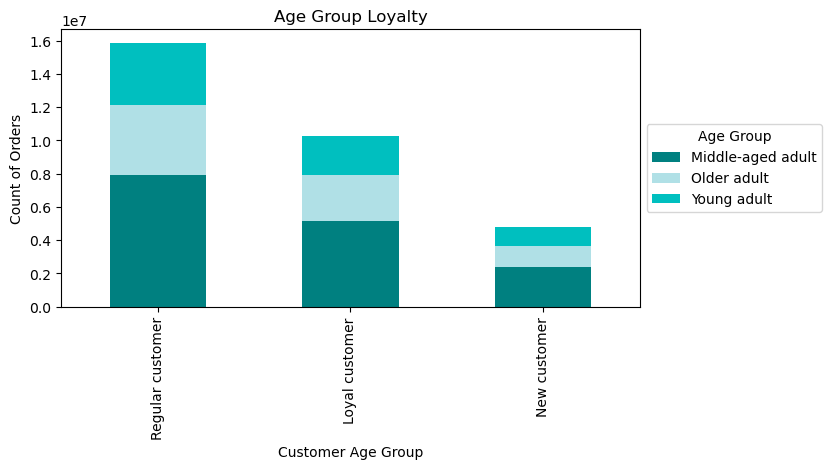 Age Group Loyalty
1e7
1.6
1.4
1.2
1.0
0.8
0.6
0.4
0.2
0.0
Count of Orders
Regular customer
Loyal customer
New customer
Customer Age Group
Age Group
Middle-aged adult
Older adult
Young adult